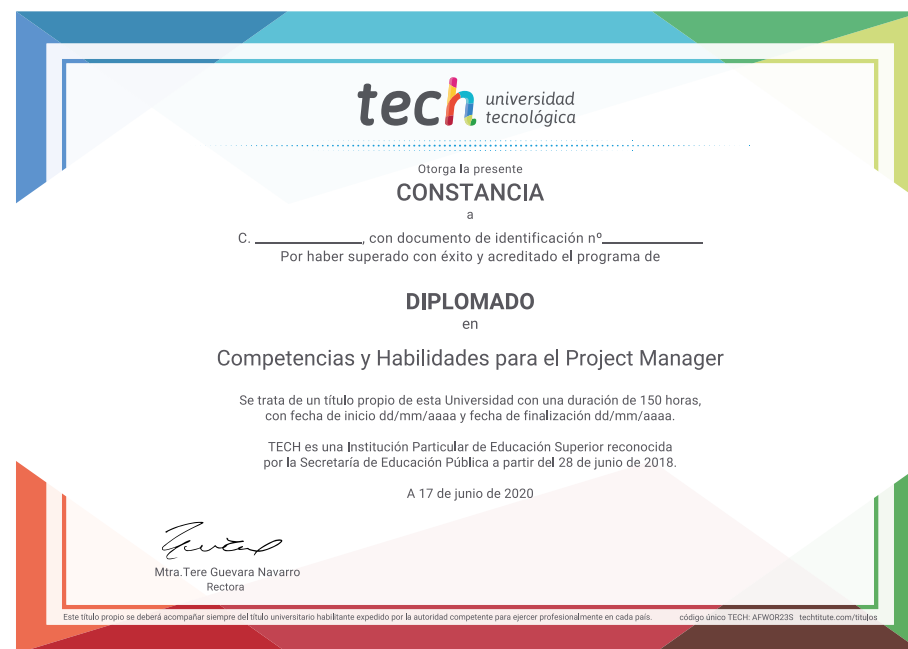 tech universidad
tecnológica
Otorga la presente
CONSTANCIA
a
C. ____________, con documento de identificación nº____________
Por haber superado con éxito y acreditado el programa de
DIPLOMADO
en
Competencias y Habilidades para el Project Manager
Se trata de un título propio de esta Universidad con una duración de 150 horas,
con fecha de inicio dd/mm/aaaa y fecha de finalización dd/mm/aaaa.
TECH es una Institución Particular de Educación Superior reconocida
por la Secretaría de Educación Pública a partir del 28 de junio de 2018.
A 17 de junio de 2020
Mtra.Tere Guevara Navarro
Rectora
Este título propio se deberá acompañar siempre del título universitario habilitante expedido por la autoridad competente para ejercer profesionalmente en cada país. código único TECH: AFWOR23S techtitute.com/titulos